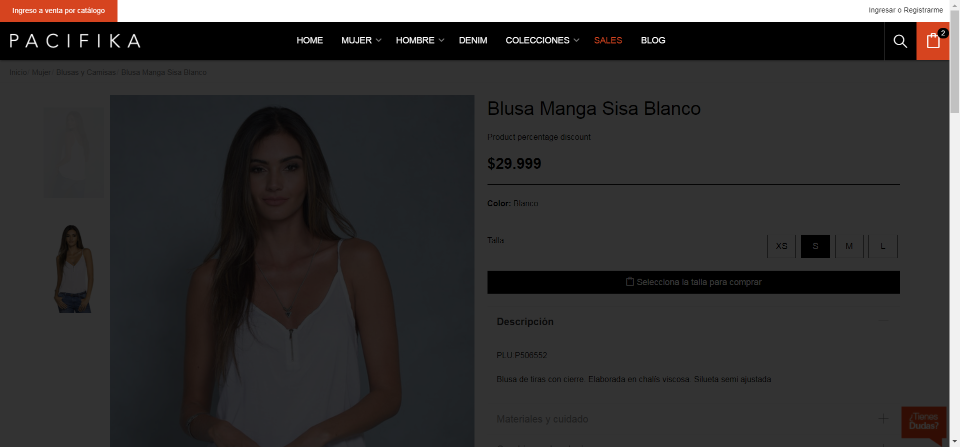 Ingreso a venta por catálogo
Ingresar o Registrarme
PACIFIKA
HOME MUJER HOMBRE DENIM COLECCIONES SALES BLOG
2
Inicio Mujer Blusas y Camisas Blusa Manga Sisa Blanco
Blusa Manga Sisa Blanco
Product percentage discount
$29.999
Color: Blanco
Talla XS S M L
Selecciona la talla para comprar
Descripción
PLU:P508552
Blusa de tiras con cierre. Elaborada en chalis viscosa. Silueta semi ajustada
Materiales y cuidado
¿Tienes
Dudas?